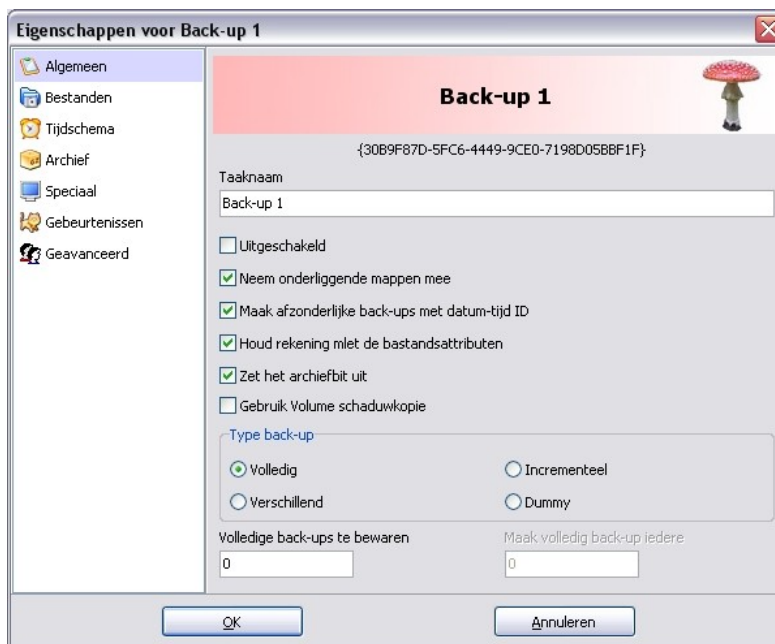 Eigenschappen voor Back-up 1
Algemeen
Bestanden
Tijdschema
Archief
Speciaal
Gebeurtenissen
Geavanceerd
Back-up 1
{30B9F87D-5FC6-4449-9CE0-7198D05BBF1F}
Taaknaam
Back-up 1
Uitgeschakeld
Neem onderliggende mappen mee
Maak afzonderlijke back-ups met datum-tijd ID
Houd rekening mlet de bastandsattributen
Zet het archiefbit uit
Gebruik Volume schaduwkopie
Type back-up
Volledig
Incrementeel
Verschillend
Dummy
Volledige back-ups te bewaren
Maak volledig back-up iedere
0
0
OK
Annuleren